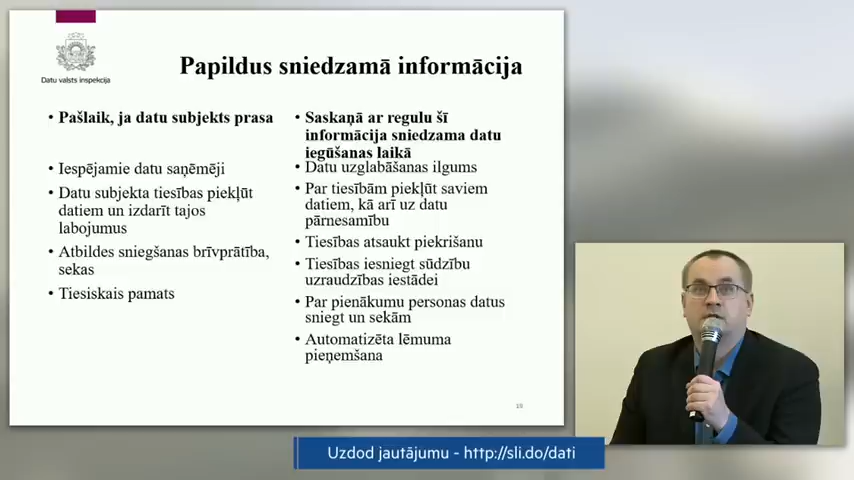 Datu valsts inspekcija
Papildus sniedzamā informācija
• Pašlaik, ja datu subjekts prasa
• Iespējamie datu saņēmēji
• Datu subjekta tiesības piekļūt
datiem un izdarīt tajos
labojumus
• Atbildes sniegšanas brīvprātība,
sekas
• Tiesiskais pamats
• Saskaņā ar regulu šī
informācija sniedzama datu
iegūšanas laikā
• Datu uzglabāšanas ilgums
• Par tiesībām piekļūt saviem
datiem, kā arī uz datu
pārnesamību
• Tiesības atsaukt piekrišanu
• Tiesības iesniegt sūdzību
uzraudzības iestādei
• Par pienākumu personas datus
sniegt un sekām
• Automatizēta lēmuma
pieņemšana
19
Uzdod jautājumu - http://sli.do/dati